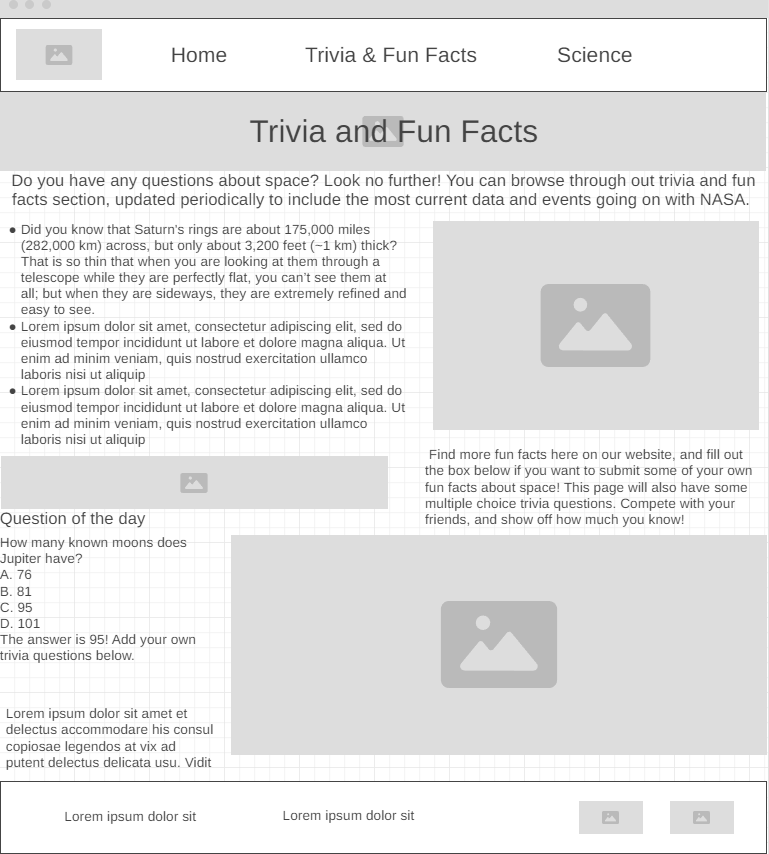 Home Trivia & Fun Facts Science
Trivia and Fun Facts
Do you have any questions about space? Look no further! You can browse through out trivia and fun
facts section, updated periodically to include the most current data and events going on with NASA.
● Did you know that Saturn's rings are about 175,000 miles
(282,000 km) across, but only about 3,200 feet (~1 km) thick?
That is so thin that when you are looking at them through a
telescope while they are perfectly flat, you can't see them at
all; but when they are sideways, they are extremely refined and
easy to see.
● Lorem ipsum dolor sit amet, consectetur adipiscing elit, sed do
eiusmod tempor incididunt ut labore et dolore magna aliqua. Ut
enim ad minim veniam, quis nostrud exercitation ullamco
laboris nisi ut aliquip
● Lorem ipsum dolor sit amet, consectetur adipiscing elit, sed do
eiusmod tempor incididunt ut labore et dolore magna aliqua. Ut
enim ad minim veniam, quis nostrud exercitation ullamco
laboris nisi ut aliquip
Find more fun facts here on our website, and fill out
the box below if you want to submit some of your own
fun facts about space! This page will also have some
multiple choice trivia questions. Compete with your
friends, and show off how much you know!
Question of the day
How many known moons does
Jupiter have?
A. 76
B. 81
C. 95
D. 101
The answer is 95! Add your own
trivia questions below.
Lorem ipsum dolor sit amet et
delectus accommodare his consul
copiosae legendos at vix ad
putent delectus delicata usu. Vidit
Lorem ipsum dolor sit Lorem ipsum dolor sit